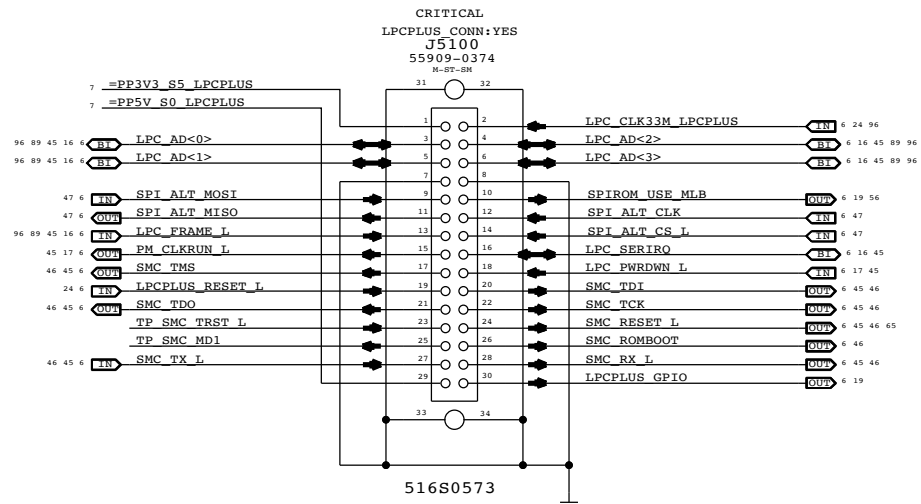 CRITICAL
LPCPLUS_CONN:YES
J5100
55909-0374
M-ST-SM
31 32
7 =PP3V3_S5_LPCPLUS
7 =PP5V_S0_LPCPLUS
1 2 LPC_CLK33M_LPCPLUS IN 6 24 96
96 89 45 16 6 BI LPC_AD<0> 3 4 LPC_AD<2> BI 6 16 45 89 96
96 89 45 16 6 BI LPC_AD<1> 5 6 LPC_AD<3> BI 6 16 45 89 96
7 8
47 6 IN SPI_ALT_MOSI 9 10 SPIROM_USE_MLB OUT 6 19 56
47 6 OUT SPI_ALT_MISO 11 12 SPI_ALT_CLK IN 6 47
96 89 45 16 6 IN LPC_FRAME_L 13 14 SPI_ALT_CS_L IN 6 47
45 17 6 OUT PM_CLKRUN_L 15 16 LPC_SERIRQ BI 6 16 45
46 45 6 OUT SMC_TMS 17 18 LPC_PWRDWN_L IN 6 17 45
24 6 IN LPCPLUS_RESET_L 19 20 SMC_TDI OUT 6 45 46
46 45 6 OUT SMC_TDO 21 22 SMC_TCK OUT 6 45 46
TP_SMC_TRST_L 23 24 SMC_RESET_L OUT 6 45 46 65
TP_SMC_MD1 25 26 SMC_ROMBOOT OUT 6 46
46 45 6 IN SMC_TX_L 27 28 SMC_RX_L OUT 6 45 46
29 30 LPCPLUS_GPIO OUT 6 19
33 34
516S0573